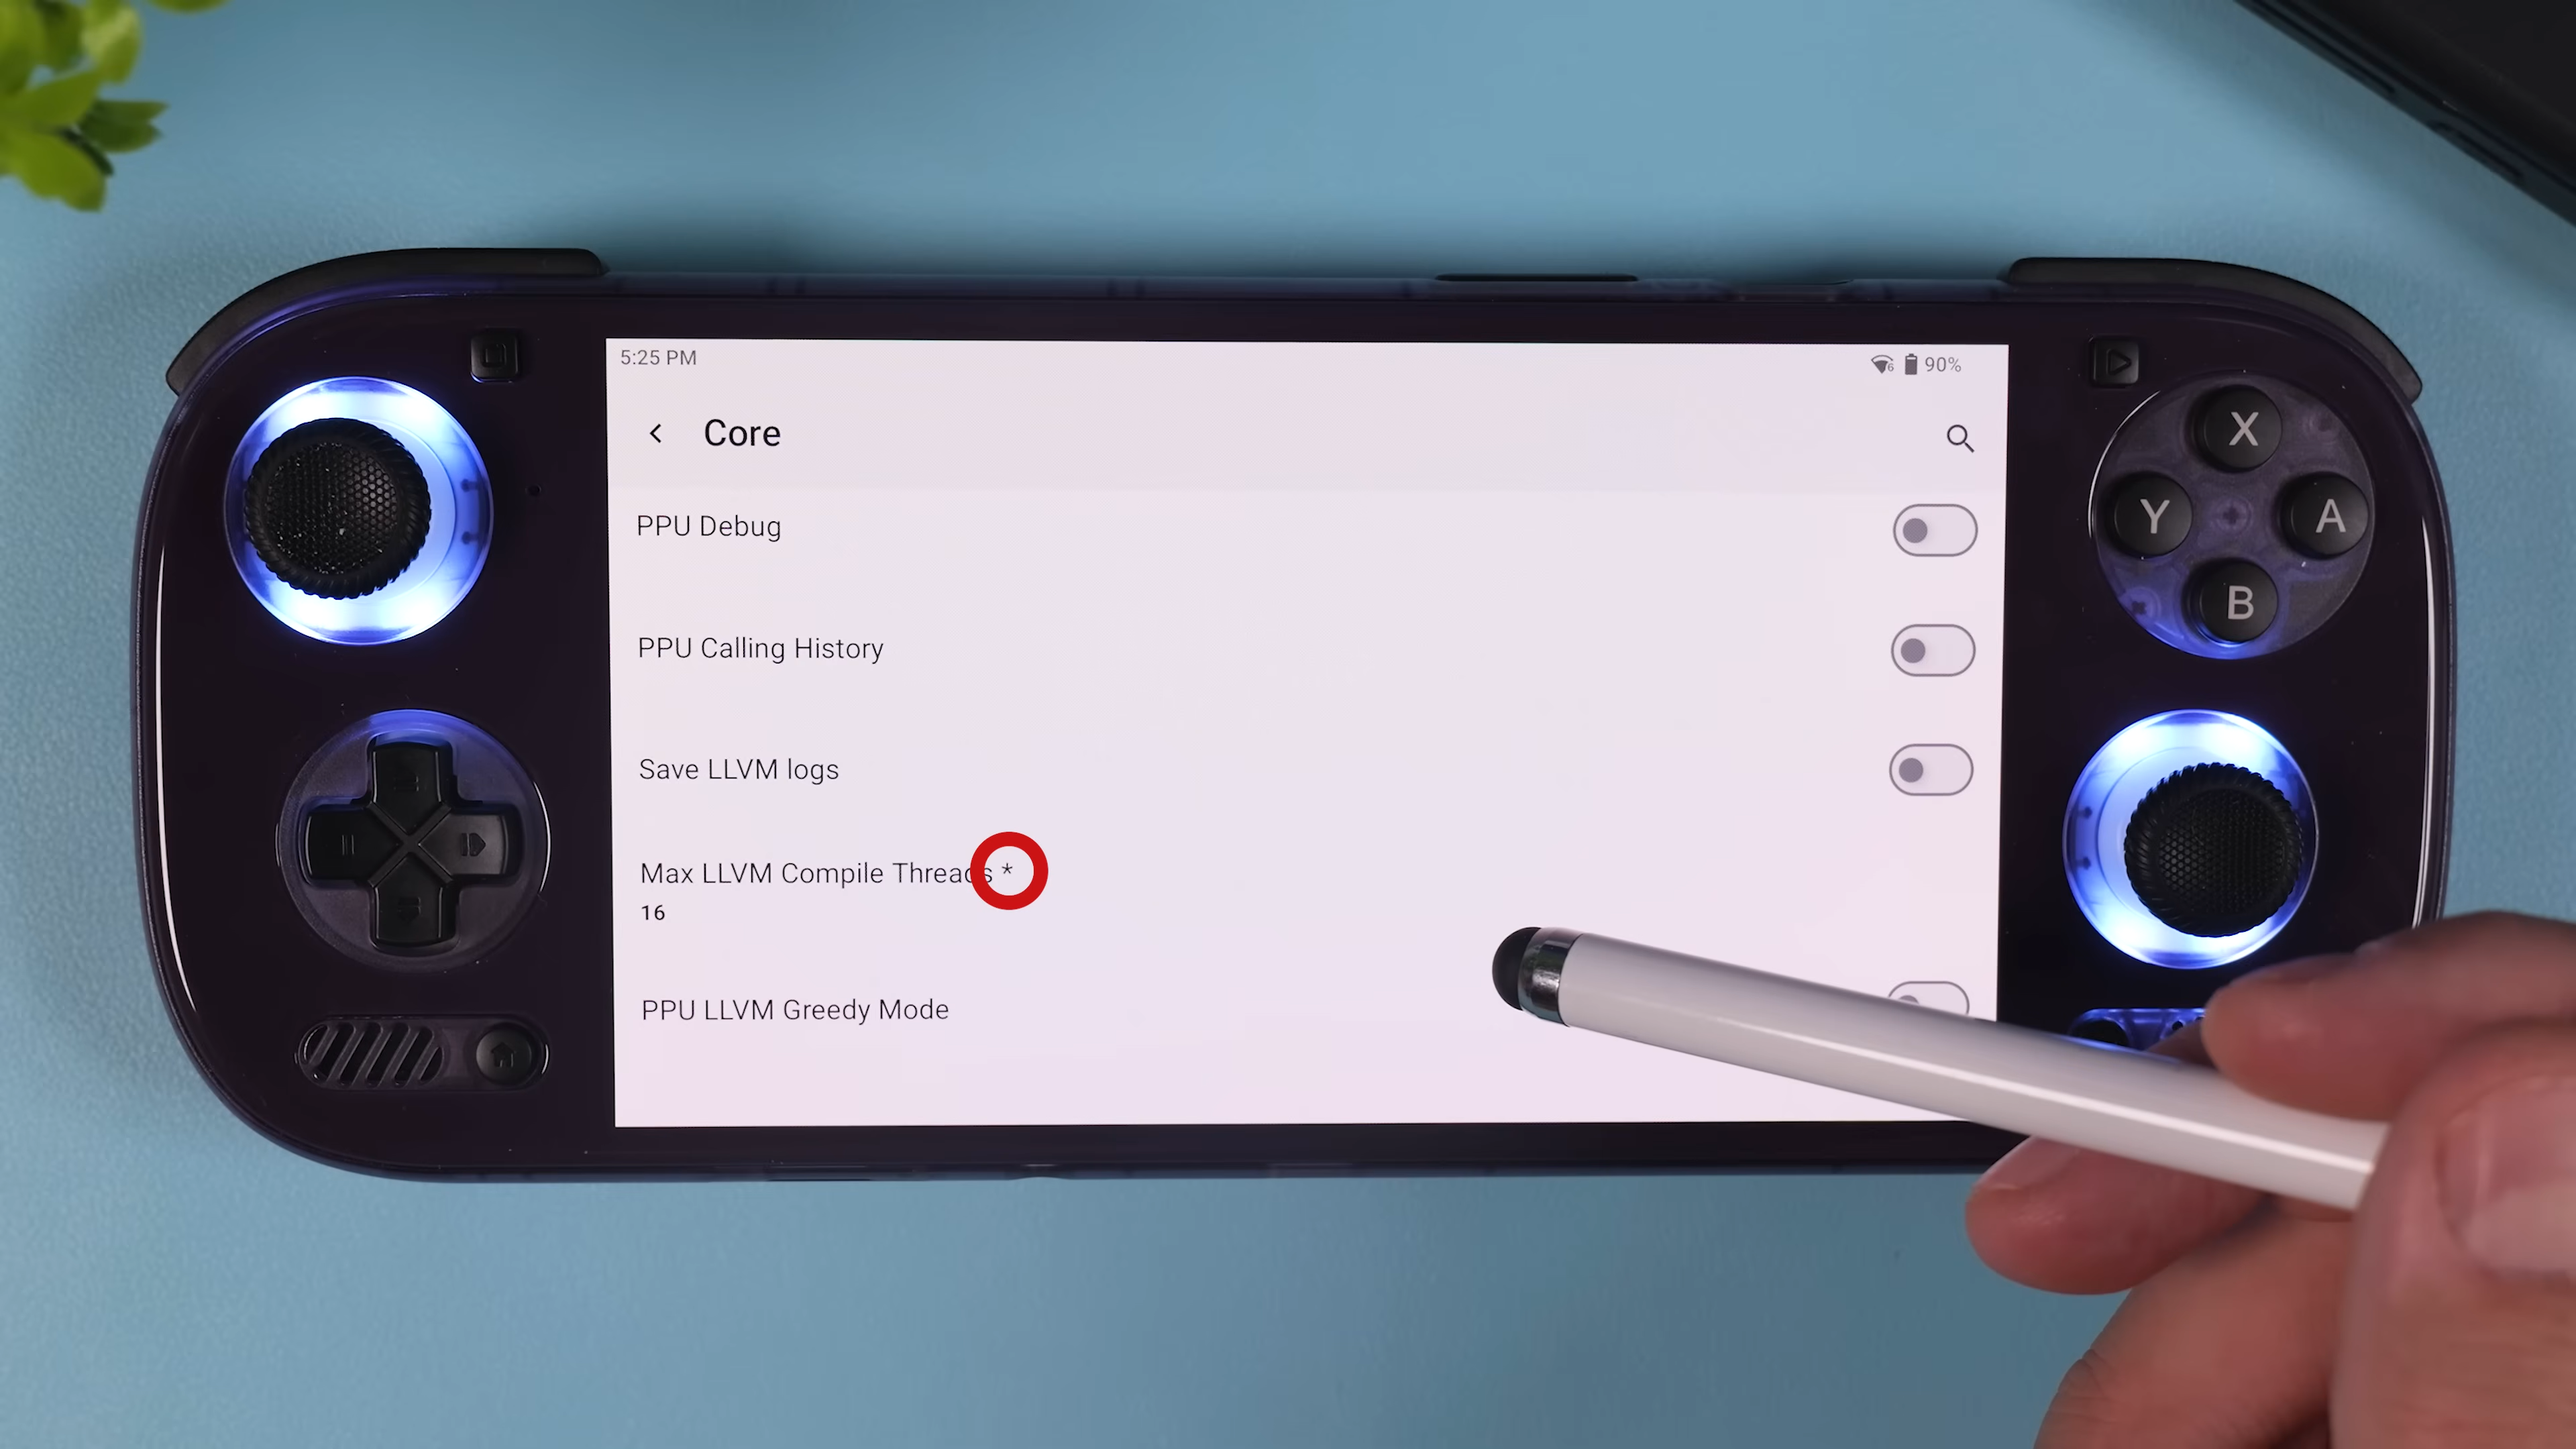 5:25 PM
6 90%
Core
PPU Debug
PPU Calling History
Save LLVM logs
Max LLVM Compile Threads *
16
PPU LLVM Greedy Mode
X
Y
A
B